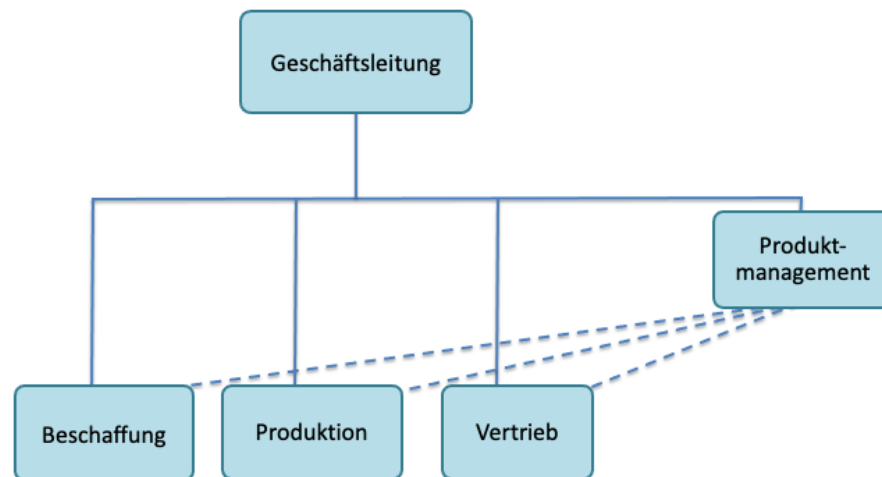 Geschäftsleitung
Produkt-
management
Beschaffung
Produktion
Vertrieb